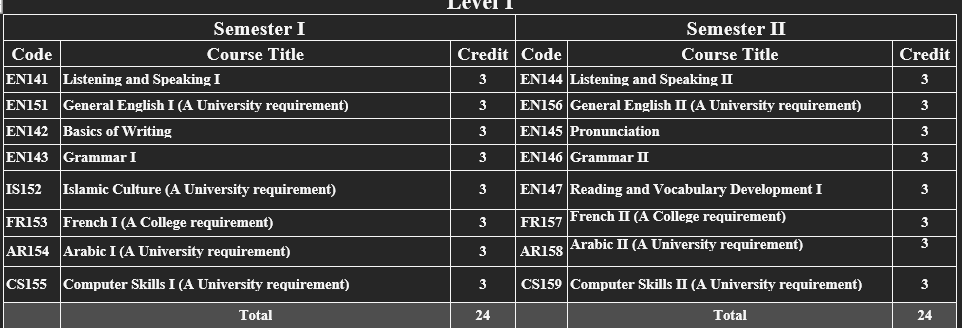 Level I
Semester I Semester II
Code Course Title Credit Code Course Title Credit
EN141 Listening and Speaking I 3 EN144 Listening and Speaking II 3
EN151 General English I (A University requirement) 3 EN156 General English II (A University requirement) 3
EN142 Basics of Writing 3 EN145 Pronunciation 3
EN143 Grammar I 3 EN146 Grammar II 3
IS152 Islamic Culture (A University requirement) 3 EN147 Reading and Vocabulary Development I 3
FR153 French I (A College requirement) 3 FR157 French II (A College requirement) 3
AR154 Arabic I (A University requirement) 3 AR158 Arabic II (A University requirement) 3
CS155 Computer Skills I (A University requirement) 3 CS159 Computer Skills II (A University requirement) 3
Total 24 Total 24